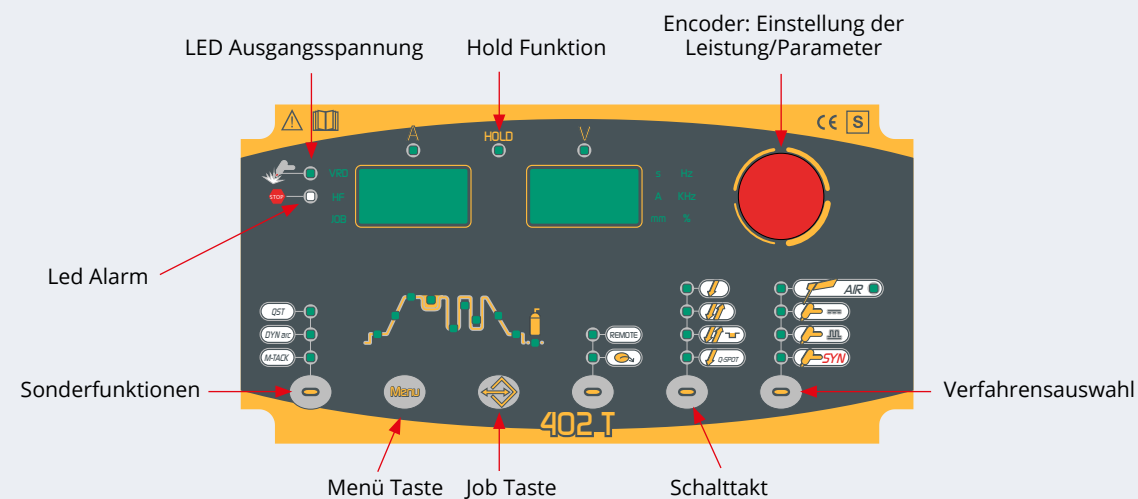 Encoder: Einstellung der
Leistung/Parameter
LED Ausgangsspannung
Hold Funktion
CE S
A
HOLD
V
VRD
HF
JOB
STOP
s Hz
A KHz
mm %
Led Alarm
QST
DYN arc
M-TACK
REMOTE
Q-SPOT
AIR
SYN
Sonderfunktionen
Menu
Verfahrensauswahl
402 T
Menü Taste
Job Taste
Schalttakt